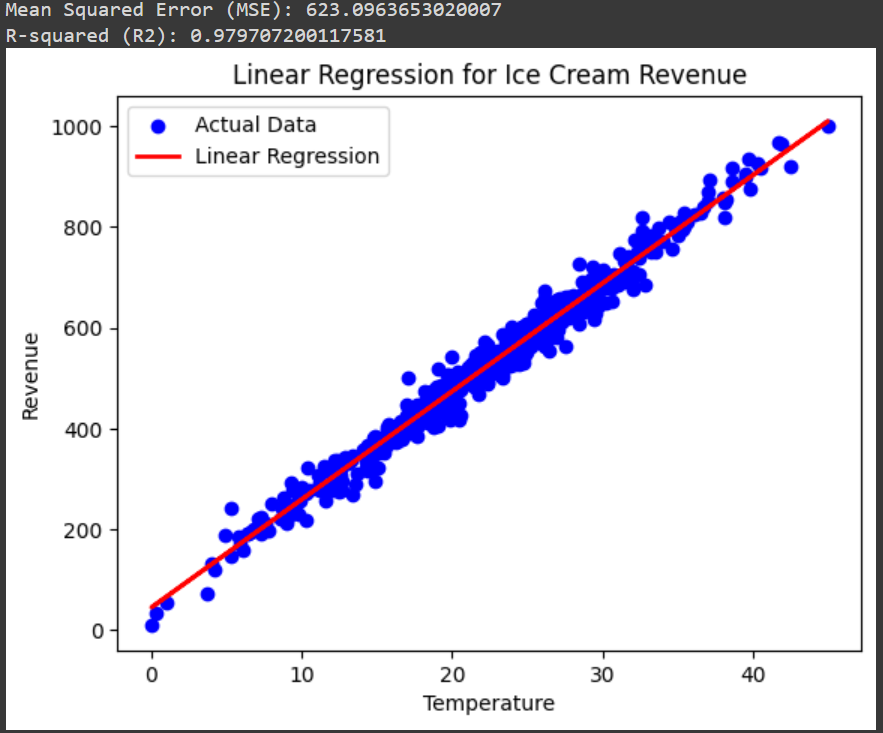 Mean Squared Error (MSE): 623.0963653020007
R-squared (R2): 0.979707200117581
Linear Regression for Ice Cream Revenue
Actual Data
Linear Regression
1000
800
600
400
200
0
Revenue
0 10 20 30 40
Temperature